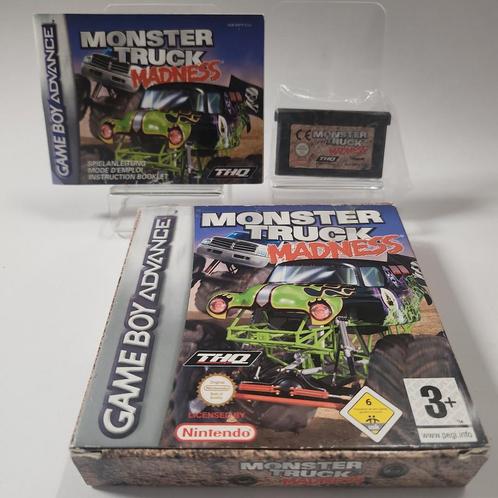 GAME BOY ADVANCE
MONSTER
TRUCK
MADNESS
SPIELANLEITUNG
MODE D'EMPLOI
INSTRUCTION BOOKLET
THQ
MONSTER
TRUCK
MADNESS
THQ
GAME BOY ADVANCE
MONSTER
TRUCK
MADNESS
THQ
LICENSED BY
Nintendo
6
3+
www.pegi.info
MONSTER
TRUCK
MADNESS